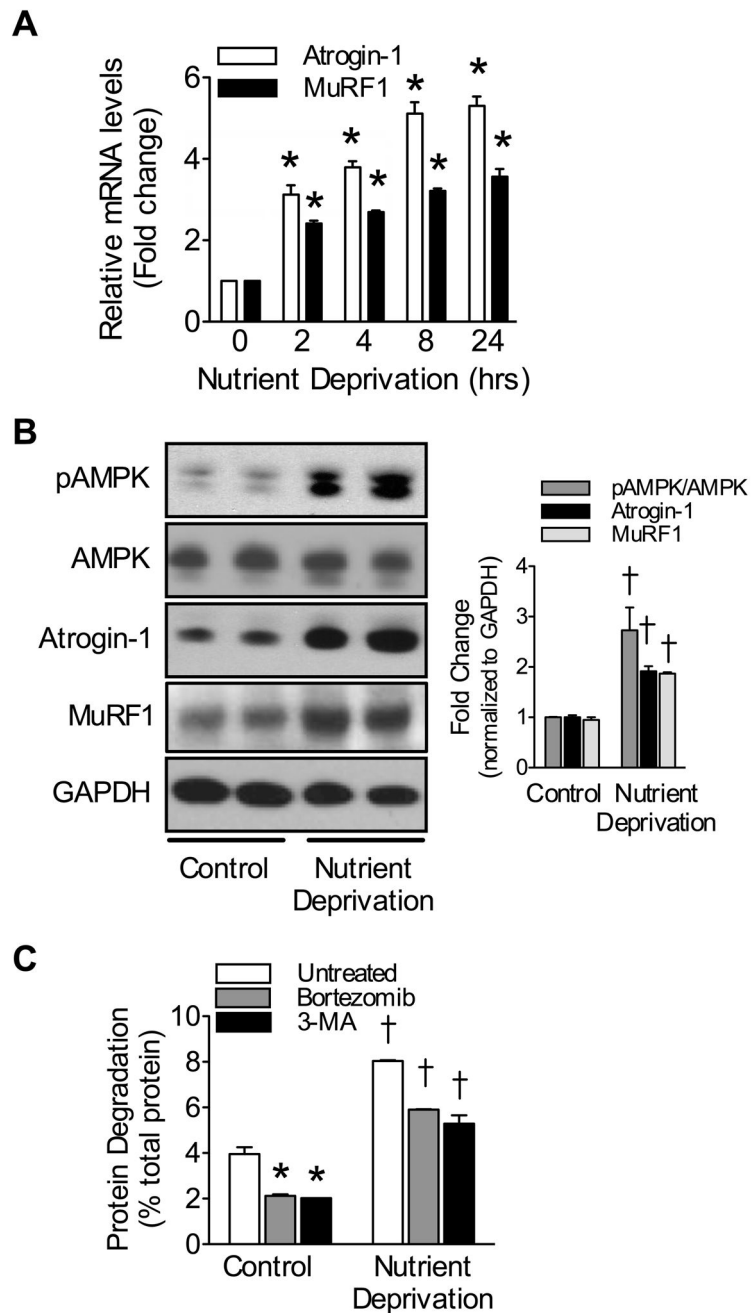 A
Atrogin-1
MuRF1
Relative mRNA levels
(Fold change)
6
4
2
0
* * * * * * * *
0 2 4 8 24
Nutrient Deprivation (hrs)
B
pAMPK
AMPK
Atrogin-1
MuRF1
GAPDH
Control
Nutrient
Deprivation
pAMPK/AMPK
Atrogin-1
MuRF1
Fold Change
(normalized to GAPDH)
4
3
2
1
0
† † †
Control
Nutrient
Deprivation
C
Untreated
Bortezomib
3-MA
Protein Degradation
(% total protein)
10
8
6
4
2
0
* * † † †
Control
Nutrient
Deprivation